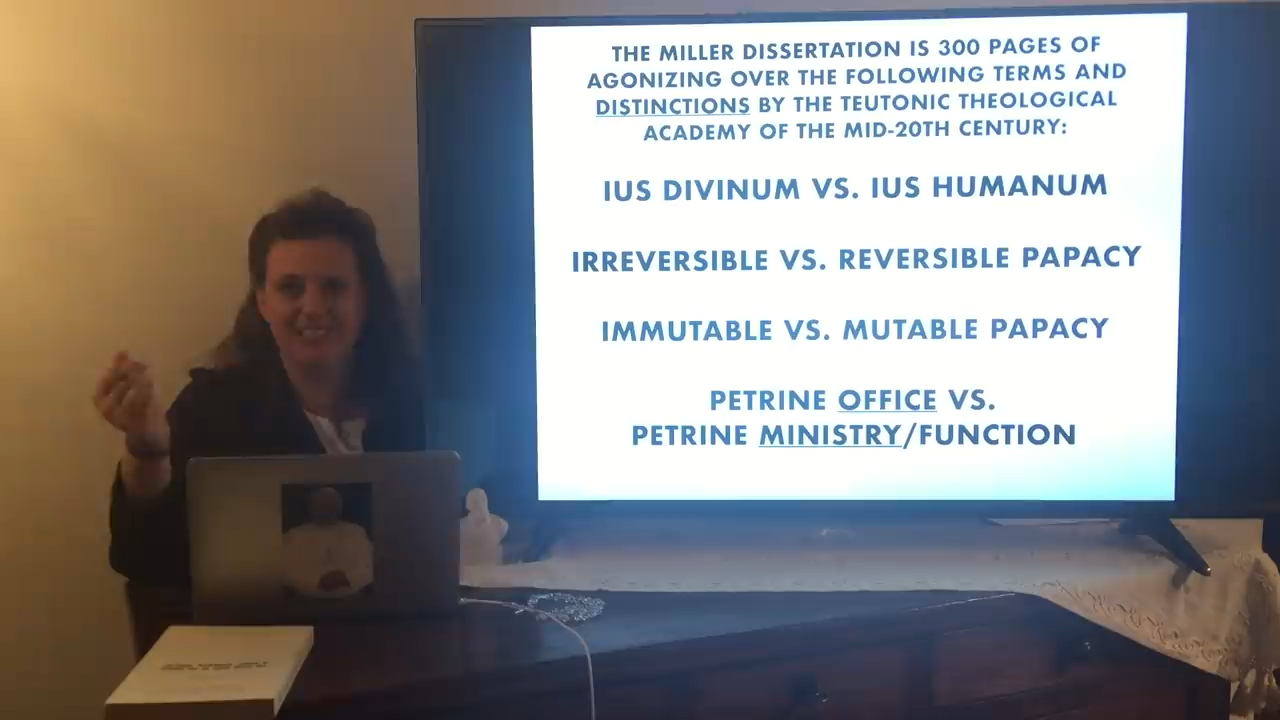 THE MILLER DISSERTATION IS 300 PAGES OF
AGONIZING OVER THE FOLLOWING TERMS AND
DISTINCTIONS BY THE TEUTONIC THEOLOGICAL
ACADEMY OF THE MID-20TH CENTURY:
IUS DIVINUM VS. IUS HUMANUM
IRREVERSIBLE VS. REVERSIBLE PAPACY
IMMUTABLE VS. MUTABLE PAPACY
PETRINE OFFICE VS.
PETRINE MINISTRY/FUNCTION